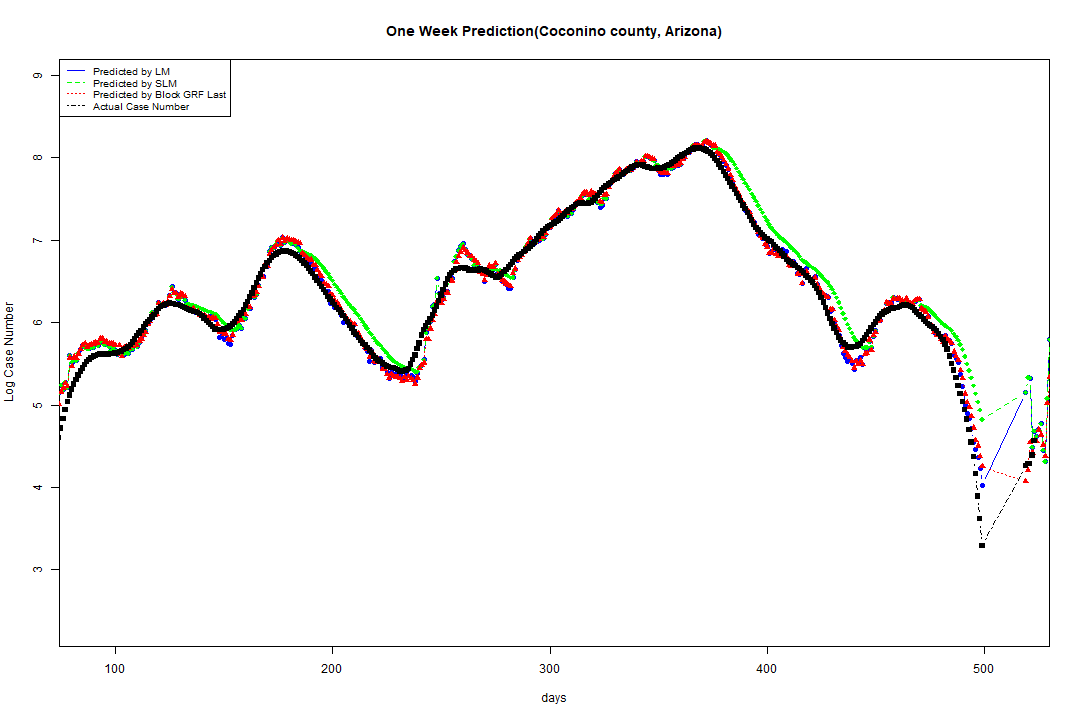 One Week Prediction(Coconino county, Arizona)
Predicted by LM
Predicted by SLM
Predicted by Block GRF Last
Actual Case Number
9
8
7
6
5
4
3
Log Case Number
100 200 300 400 500
days